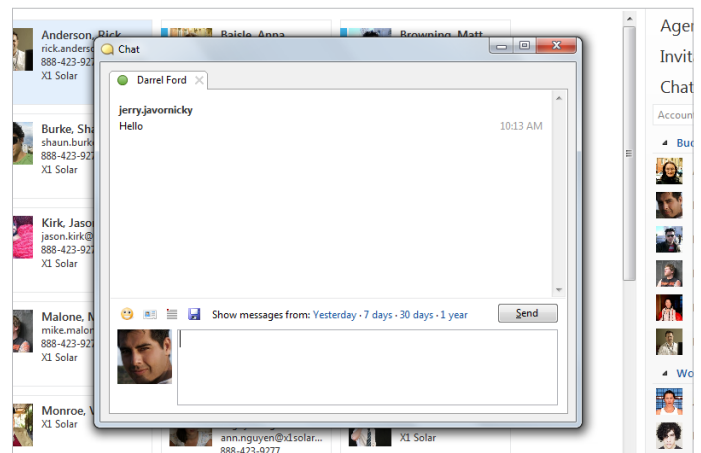 Anderson, Rick
rick.anderso
888-423-927
X1 Solar
Baisle, Anna
Browning, Matt
Chat
Darrel Ford
jerry.javornicky
Hello
10:13 AM
Show messages from: Yesterday · 7 days · 30 days · 1 year
Send
Burke, Sha
shaun.burk
888-423-927
X1 Solar
Kirk, Jaso
jason.kirk@
888-423-927
X1 Solar
Malone, M
mike.malon
888-423-927
X1 Solar
Monroe, V
X1 Solar
ann.nguyen@x1solar...
888-423-9277
X1 Solar
Agen
Invit
Chat
Account
Bud
Wo